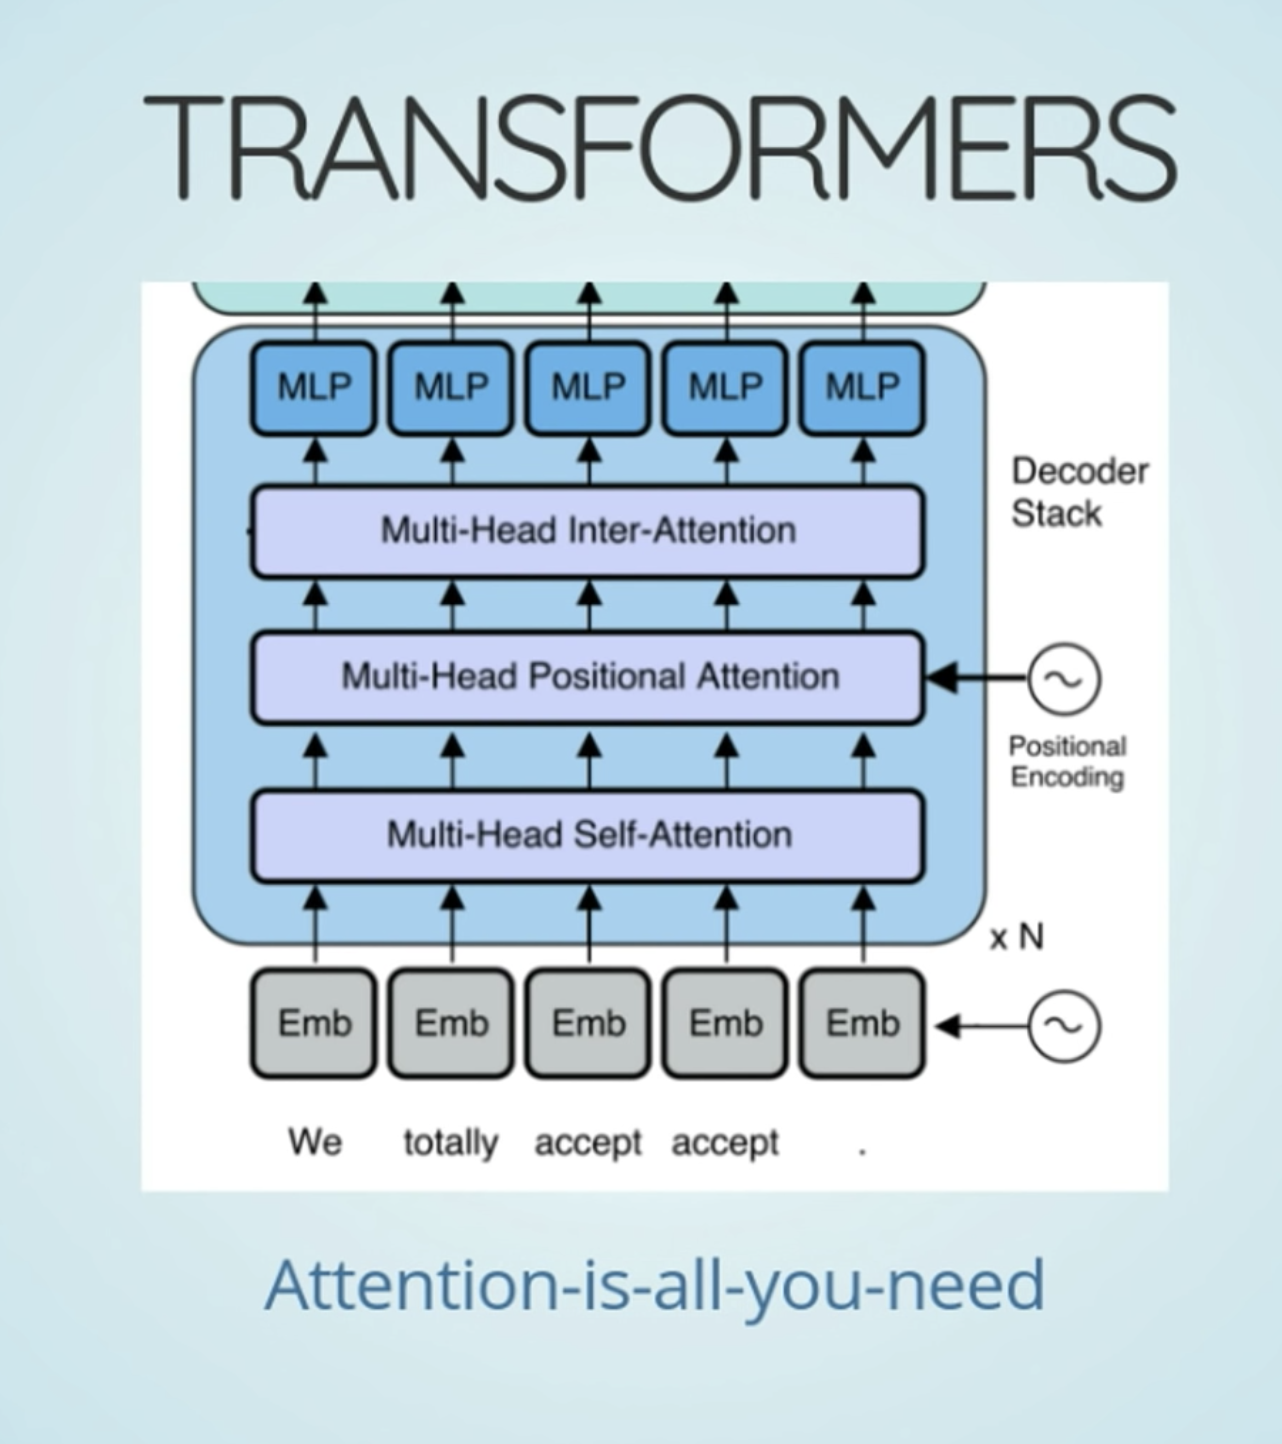 TRANSFORMERS
MLP MLP MLP MLP MLP
Multi-Head Inter-Attention
Decoder
Stack
Multi-Head Positional Attention
Positional
Encoding
Multi-Head Self-Attention
x N
Emb Emb Emb Emb Emb
We totally accept accept .
Attention-is-all-you-need